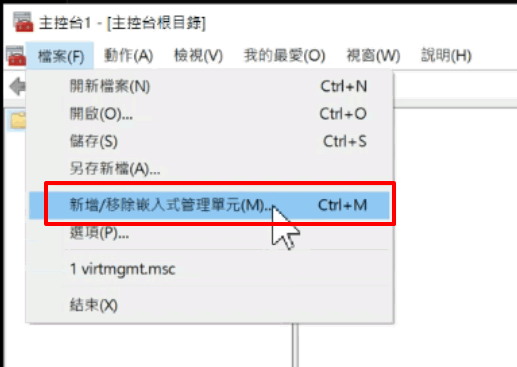 主控台1 - [主控台根目錄]
檔案(F) 動作(A) 檢視(V) 我的最愛(O) 視窗(W) 說明(H)
開新檔案(N) Ctrl+N
開啟(O)... Ctrl+O
儲存(S) Ctrl+S
另存新檔(A)...
新增/移除嵌入式管理單元(M)... Ctrl+M
選項(P)...
1 virtmgmt.msc
結束(X)